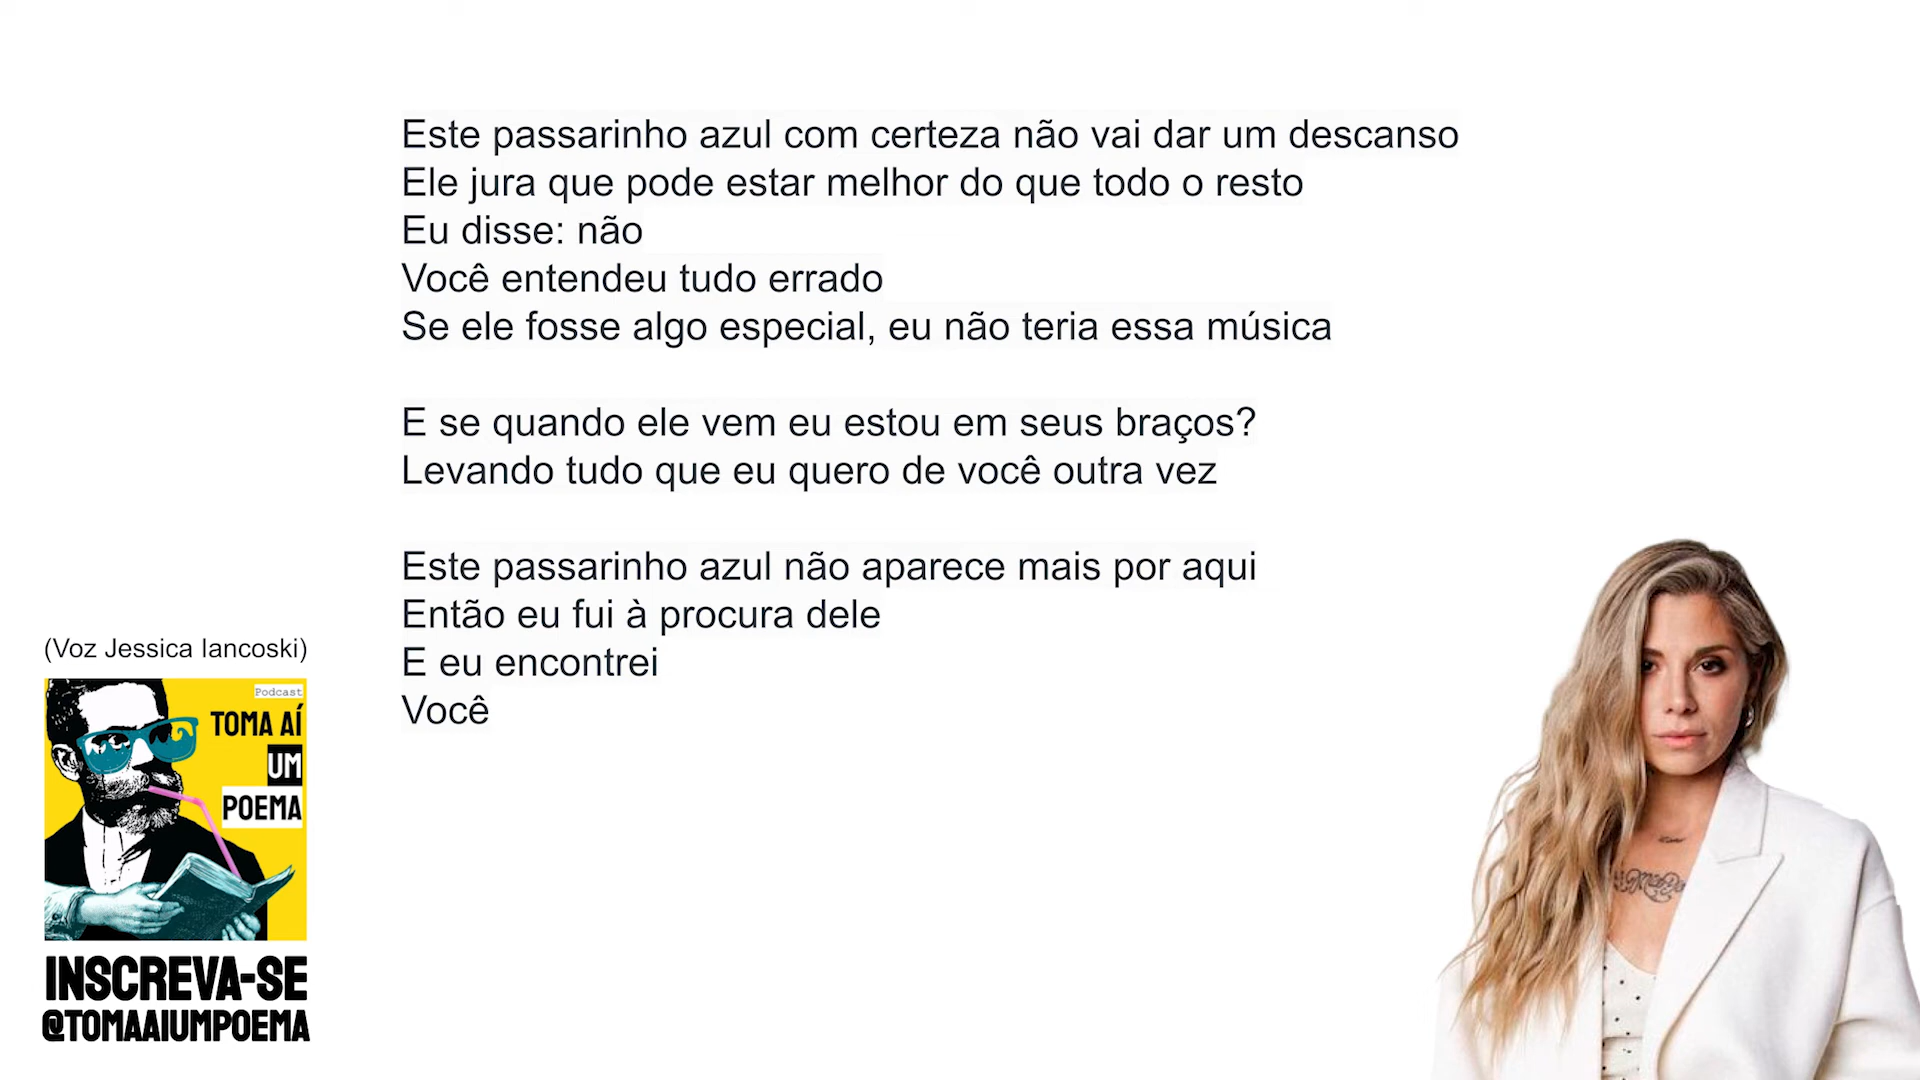 Este passarinho azul com certeza não vai dar um descanso
Ele jura que pode estar melhor do que todo o resto
Eu disse: não
Você entendeu tudo errado
Se ele fosse algo especial, eu não teria essa música
E se quando ele vem eu estou em seus braços?
Levando tudo que eu quero de você outra vez
Este passarinho azul não aparece mais por aqui
Então eu fui à procura dele
E eu encontrei
Você
(Voz Jessica Iancoski)
Podcast
TOMA AÍ
UM
POEMA
INSCREVA-SE
@TOMAAIUMPOEMA